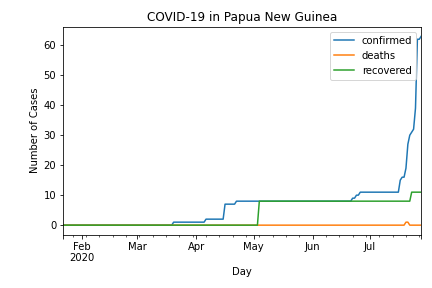 COVID-19 in Papua New Guinea
confirmed
deaths
recovered
Number of Cases
60
50
40
30
20
10
0
Feb
2020
Mar
Apr
May
Jun
Jul
Day